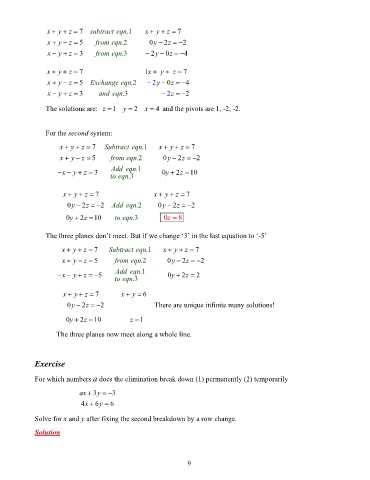 x + y + z = 7 subtract eqn.1 x + y + z = 7
x + y − z = 5 from eqn.2 0y − 2z = −2
x − y + z = 3 from eqn.3 −2y − 0z = −4
x + y + z = 7 1x + y + z = 7
x + y − z = 5 Exchange eqn.2 −2y − 0z = −4
x − y + z = 3 and eqn.3 −2z = −2
The solutions are: z = 1 y = 2 x = 4 and the pivots are 1, -2, -2.
For the second system:
x + y + z = 7 Subtract eqn.1 x + y + z = 7
x + y − z = 5 from eqn.2 0y − 2z = −2
−x − y + z = 3 Add eqn.1 to eqn.3 0y + 2z = 10
x + y + z = 7 x + y + z = 7
0y − 2z = −2 Add eqn.2 0y − 2z = −2
0y + 2z = 10 to eqn.3 0z = 8
The three planes don't meet. But if we change '3' in the last equation to '-5'
x + y + z = 7 Subtract eqn.1 x + y + z = 7
x + y − z = 5 from eqn.2 0y − 2z = −2
−x − y + z = −5 Add eqn.1 to eqn.3 0y + 2z = 2
x + y + z = 7 x + y = 6
0y − 2z = −2 There are unique infinite many solutions!
0y + 2z = 10 z = 1
The three planes now meet along a whole line.
Exercise
For which numbers a does the elimination break down (1) permanently (2) temporarily
ax + 3y = −3
4x + 6y = 6
Solve for x and y after fixing the second breakdown by a row change.
Solution
9